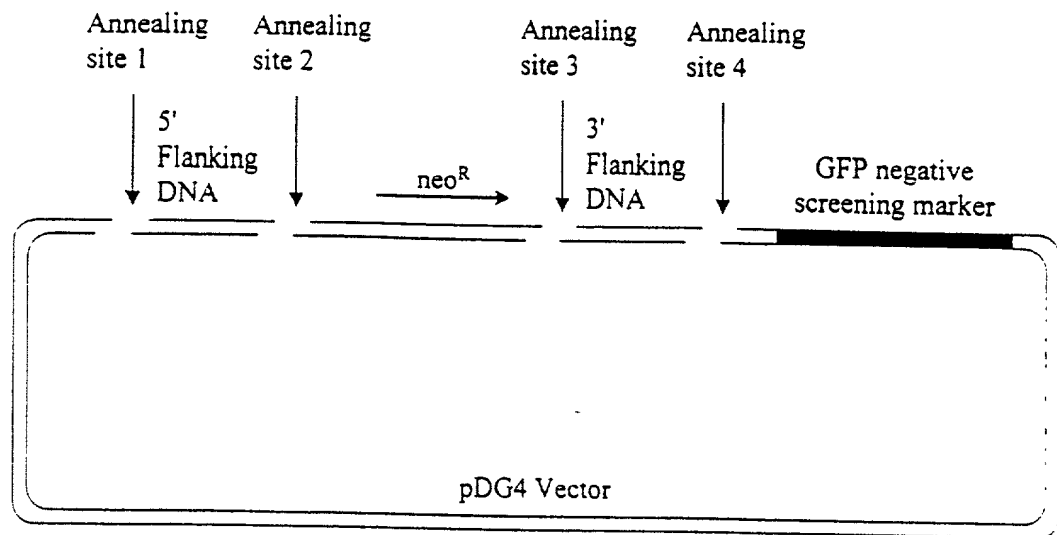 Annealing
site 1
Annealing
site 2
Annealing
site 3
Annealing
site 4
5'
Flanking
DNA
neoR
3'
Flanking
DNA
GFP negative
screening marker
pDG4 Vector